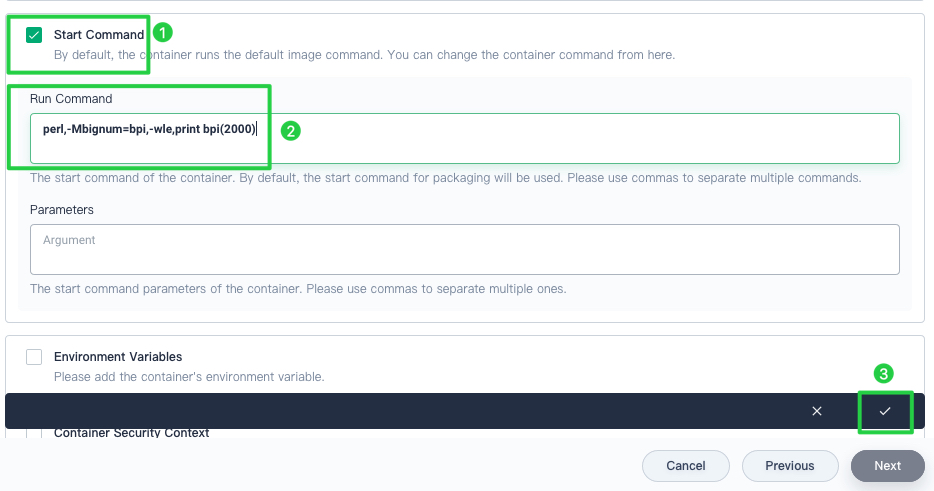 Start Command 1
By default, the container runs the default image command. You can change the container command from here.
Run Command
perl,-Mbignum=bpi,-wle,print bpi(2000) 2
The start command of the container. By default, the start command for packaging will be used. Please use commas to separate multiple commands.
Parameters
Argument
The start command parameters of the container. Please use commas to separate multiple ones.
Environment Variables
Please add the container's environment variable.
3
Container Security Context
Cancel Previous Next